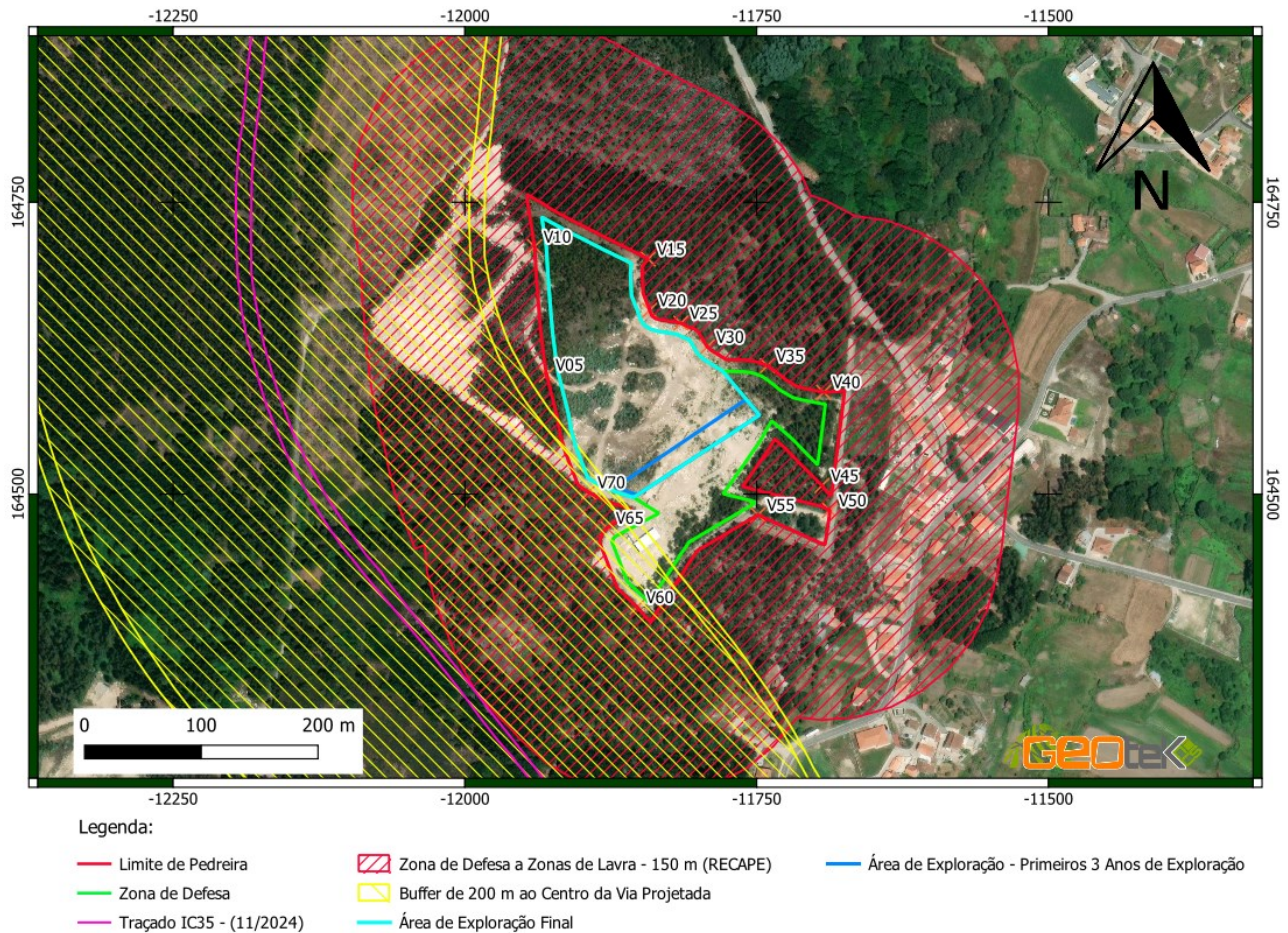 -12250 -12000 -11750 -11500
164750 164750
164500 164500
N
V10
V15
V20
V25
V30
V05
V35
V40
V45
V70
V50
V55
V65
V60
0 100 200 m
GEOteK
-12250 -12000 -11750 -11500
Legenda:
Limite de Pedreira
Zona de Defesa a Zonas de Lavra - 150 m (RECAPE)
Área de Exploração - Primeiros 3 Anos de Exploração
Zona de Defesa
Buffer de 200 m ao Centro da Via Projetada
Traçado IC35 - (11/2024)
Área de Exploração Final